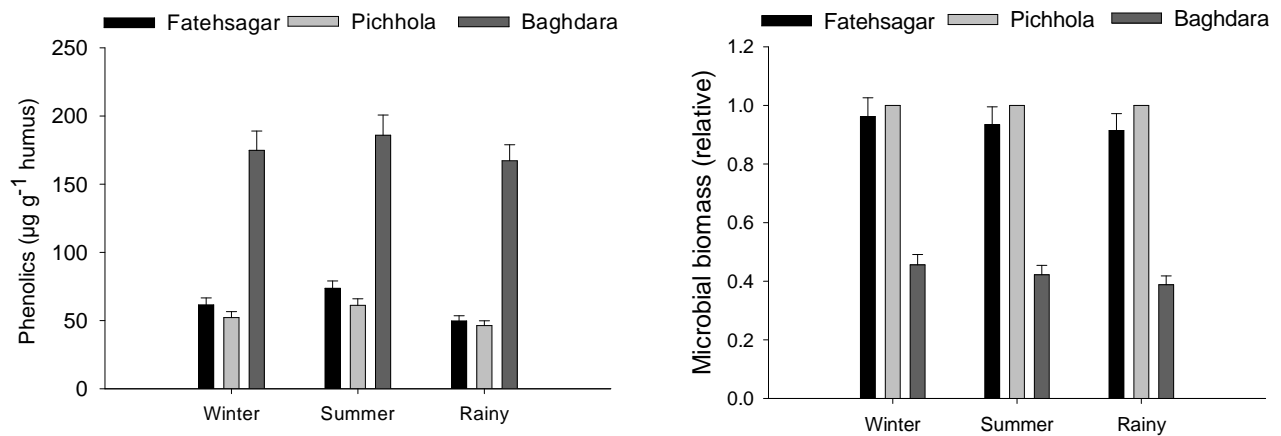 Fatehsagar Pichhola Baghdara
Phenolics (µg g-1 humus)
250
200
150
100
50
0
Winter Summer Rainy
Fatehsagar Pichhola Baghdara
Microbial biomass (relative)
1.2
1.0
0.8
0.6
0.4
0.2
0.0
Winter Summer Rainy